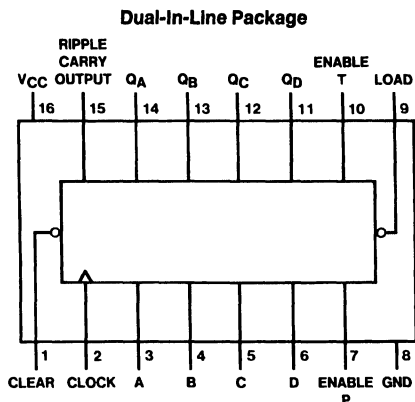 Dual-In-Line Package
RIPPLE
CARRY
OUTPUT
ENABLE
T
VCC QA QB QC QD LOAD
16 15 14 13 12 11 10 9
1 2 3 4 5 6 7 8
CLEAR CLOCK A B C D ENABLE GND
P